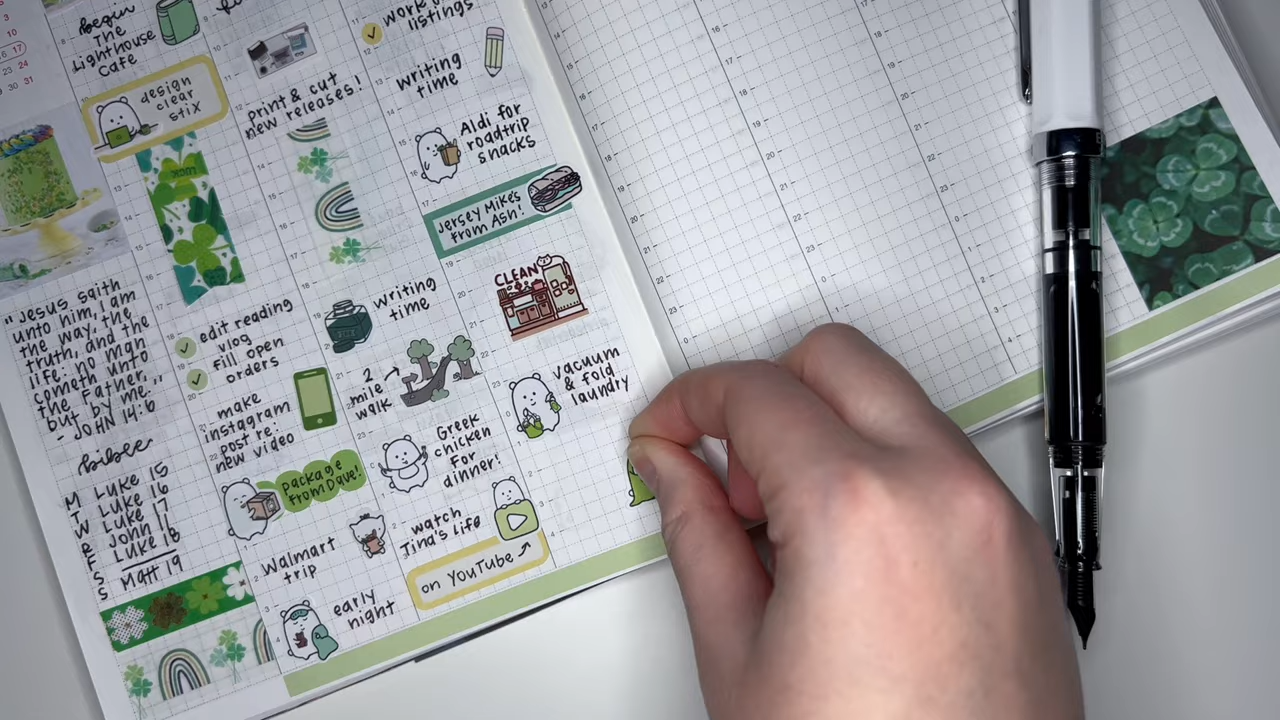 begin
The
Lighthouse
Cafe
design
clear
stix
LUCK
"Jesus saith
unto him, I am
the way, the
truth, and the
life: no man
cometh unto
the Father,
but by me."
- JOHN 14:6
bible
M Luke 15
T Luke 16
W Luke 17
R John 11
F Luke 18
S
S Matt 19
edit reading
vlog
fill open
orders
make
instagram
post re:
new video
package
from Dave!
Walmart
trip
early
night
print & cut
new releases!
writing
time
2
mile
walk
Greek
chicken
for
dinner!
watch
Tina's Life
on YouTube
listings
writing
time
Aldi for
roadtrip
snacks
Jersey Mike's
from Ash!
CLEAN
vacuum
& fold
laundry